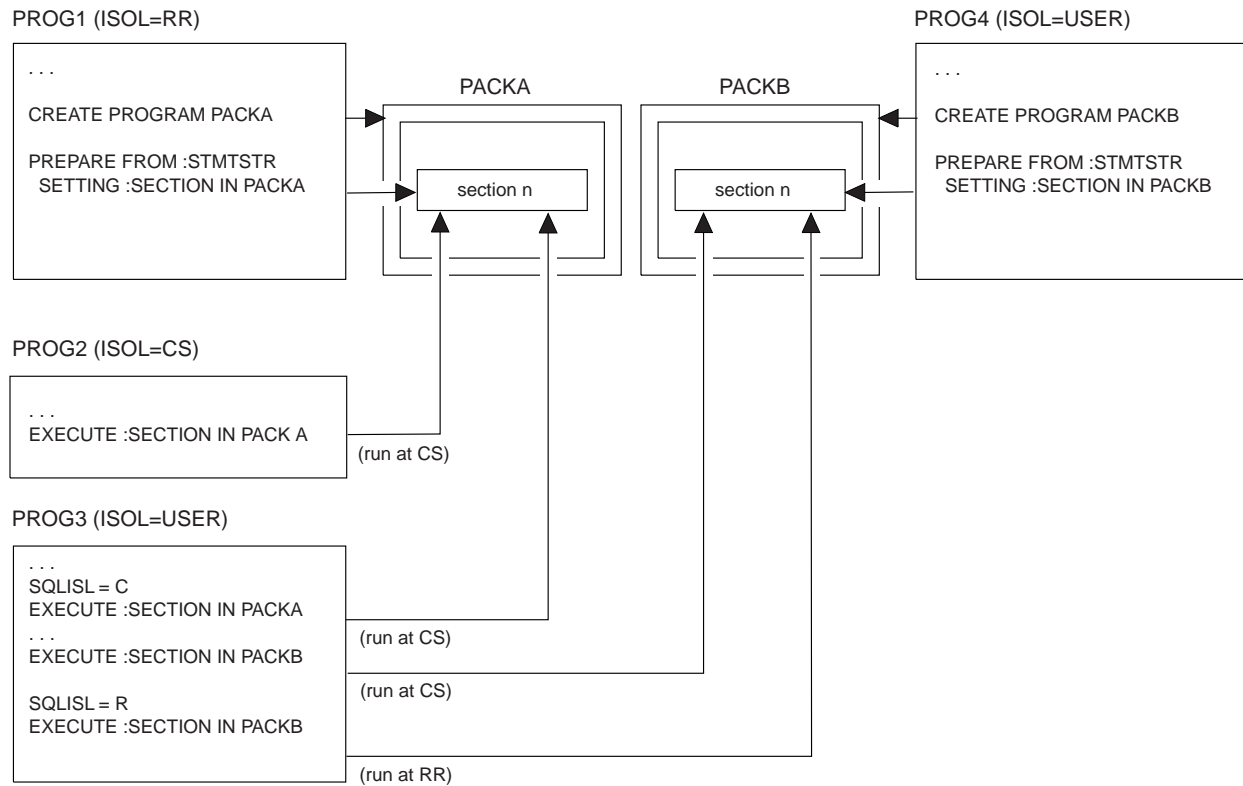 PROG1 (ISOL=RR)
. . .
CREATE PROGRAM PACKA
PREPARE FROM :STMTSTR
SETTING :SECTION IN PACKA
PACKA
section n
PACKB
section n
PROG4 (ISOL=USER)
. . .
CREATE PROGRAM PACKB
PREPARE FROM :STMTSTR
SETTING :SECTION IN PACKB
PROG2 (ISOL=CS)
. . .
EXECUTE :SECTION IN PACK A
(run at CS)
PROG3 (ISOL=USER)
. . .
SQLISL = C
EXECUTE :SECTION IN PACKA
(run at CS)
. . .
EXECUTE :SECTION IN PACKB
(run at CS)
SQLISL = R
EXECUTE :SECTION IN PACKB
(run at RR)